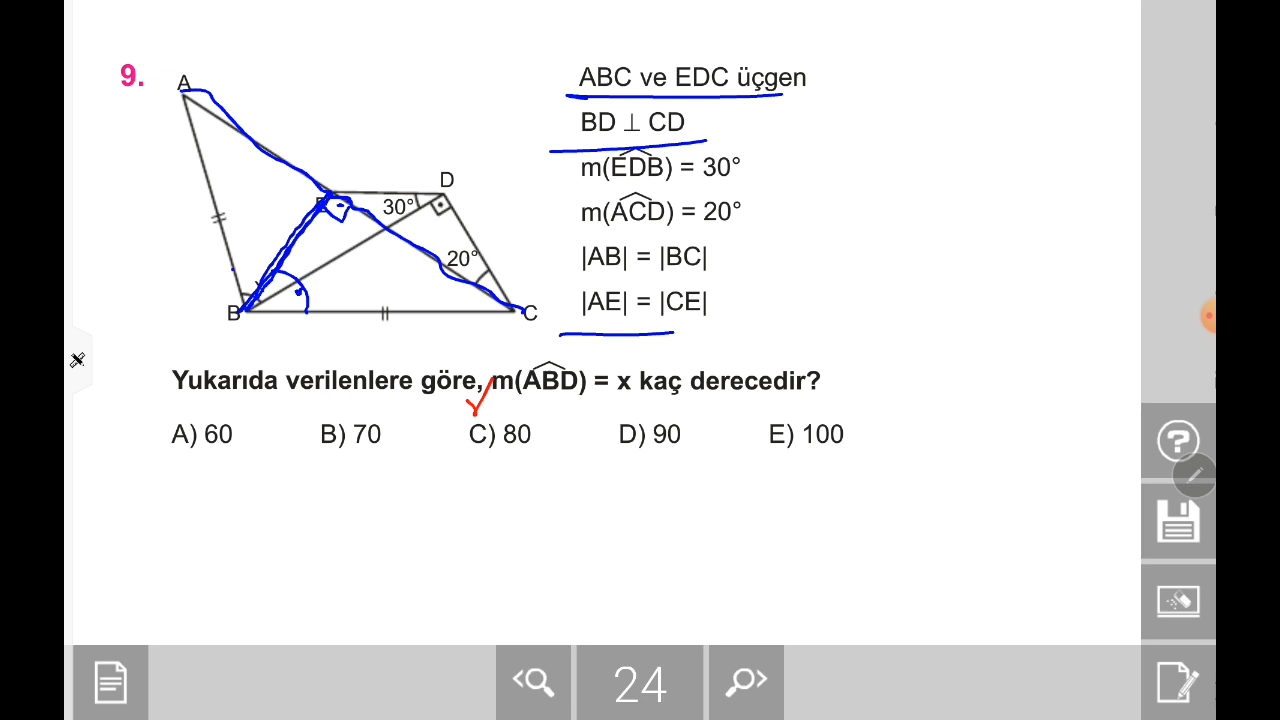 9.
ABC ve EDC üçgen
BD ⊥ CD
m(EDB) = 30°
m(ACD) = 20°
|AB| = |BC|
|AE| = |CE|
A
D
30°
20°
x
B
C
Yukarıda verilenlere göre, m(ABD) = x kaç derecedir?
A) 60 B) 70 C) 80 D) 90 E) 100
24